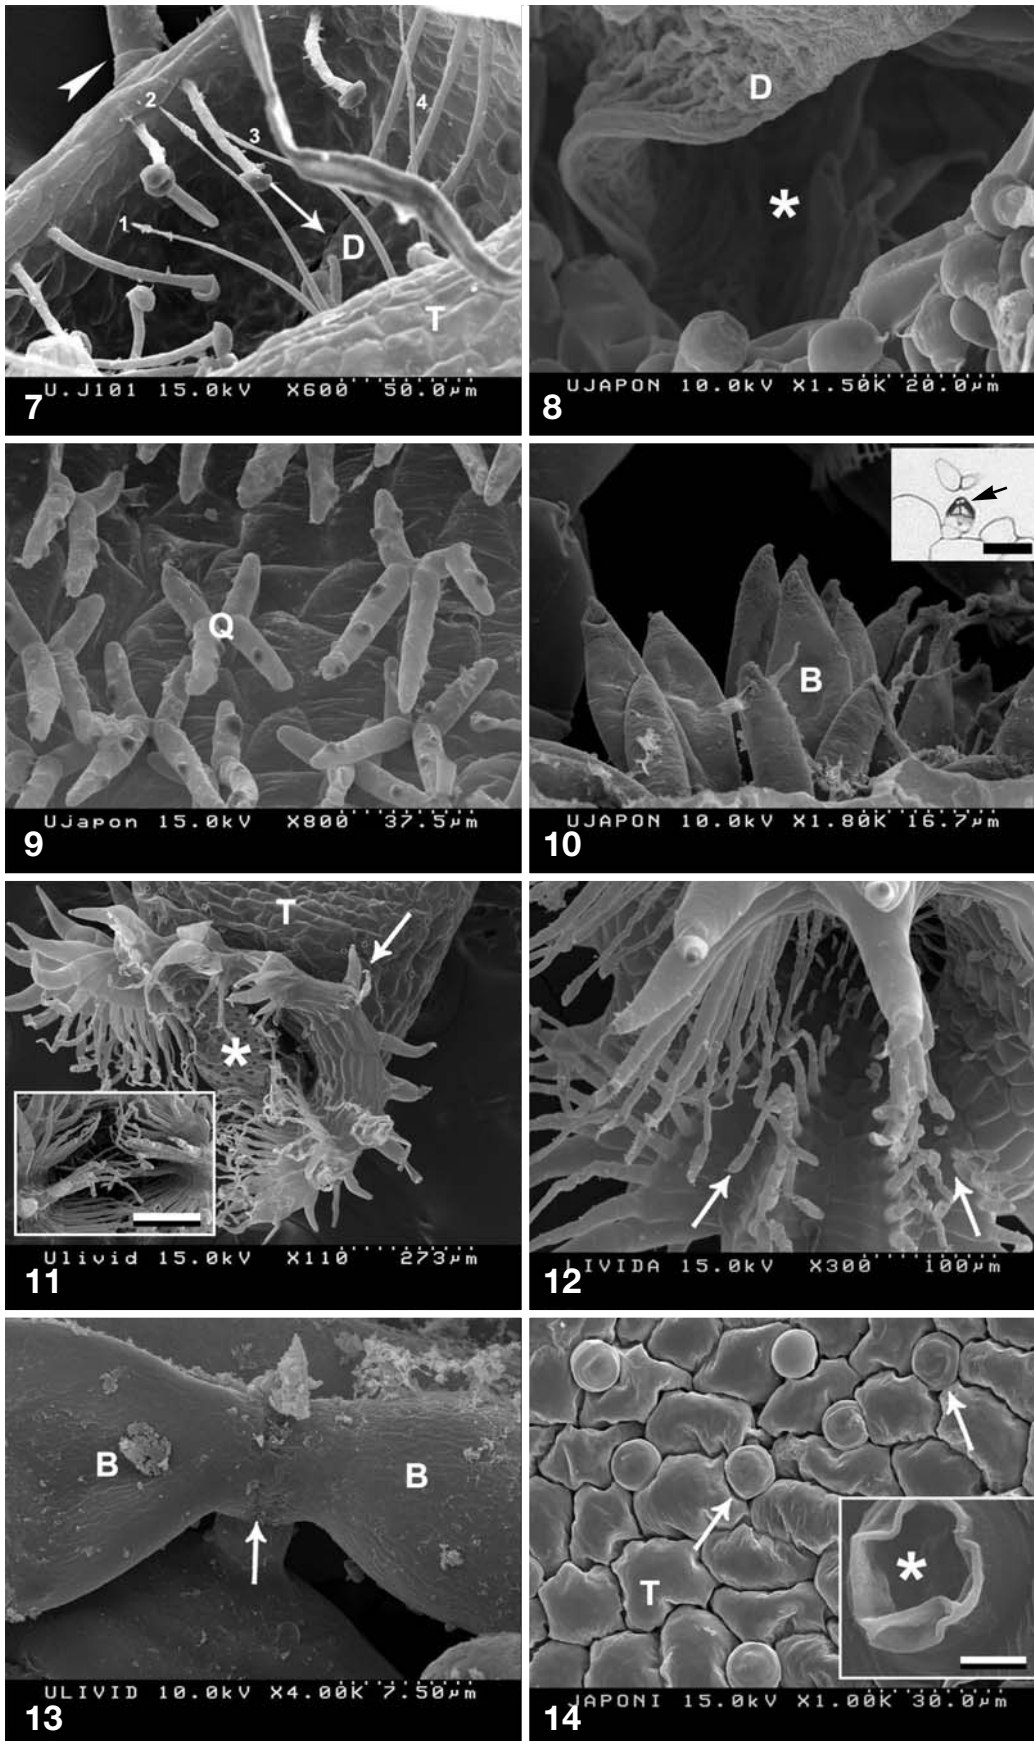 2
3
4
1
D
T
U.J101 15.0kV X600 50.0µm
7
D
*
UJAPON 10.0kV X1.50K 20.0µm
8
Q
UJapon 15.0kV X800 37.5µm
9
B
UJAPON 10.0kV X1.80K 16.7µm
10
T
*
Ulivid 15.0kV X110 273µm
11
LIVIDA 15.0kV X300 100µm
12
B
B
ULIVID 10.0kV X4.00K 7.50µm
13
T
*
JAPONI 15.0kV X1.00K 30.0µm
14